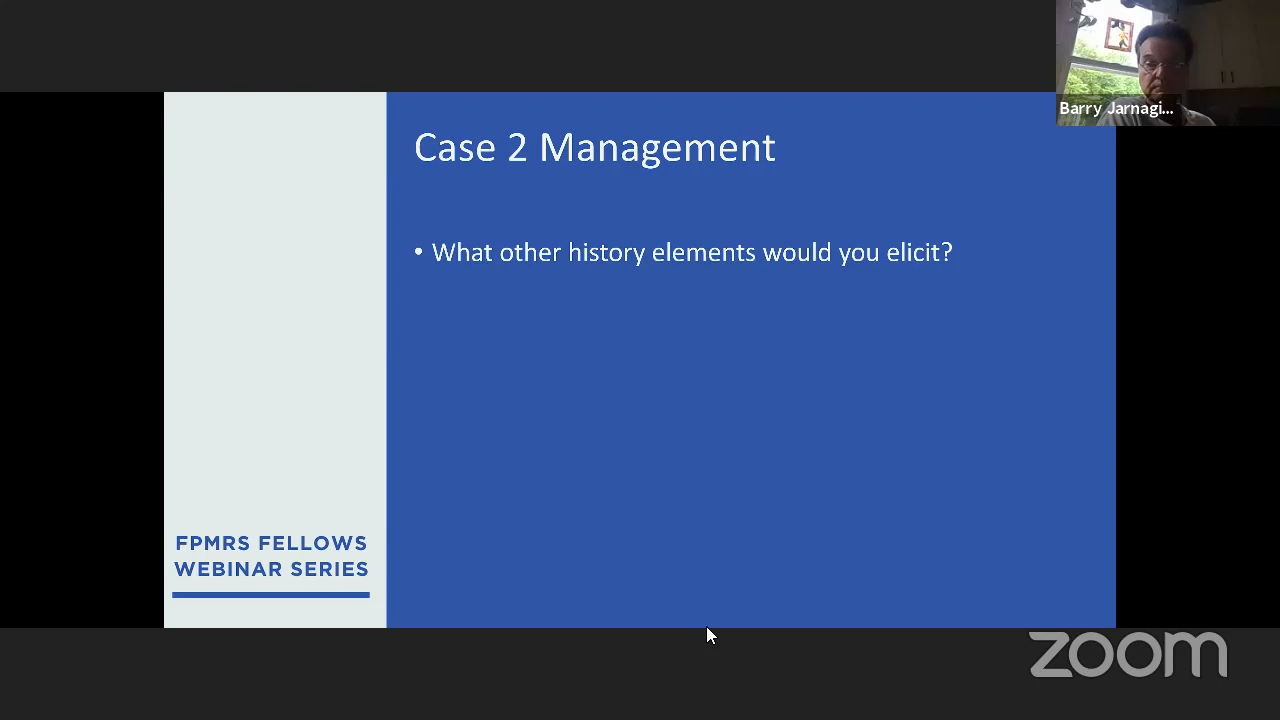 Barry Jarnagi...
Case 2 Management
• What other history elements would you elicit?
FPMRS FELLOWS
WEBINAR SERIES
zoom